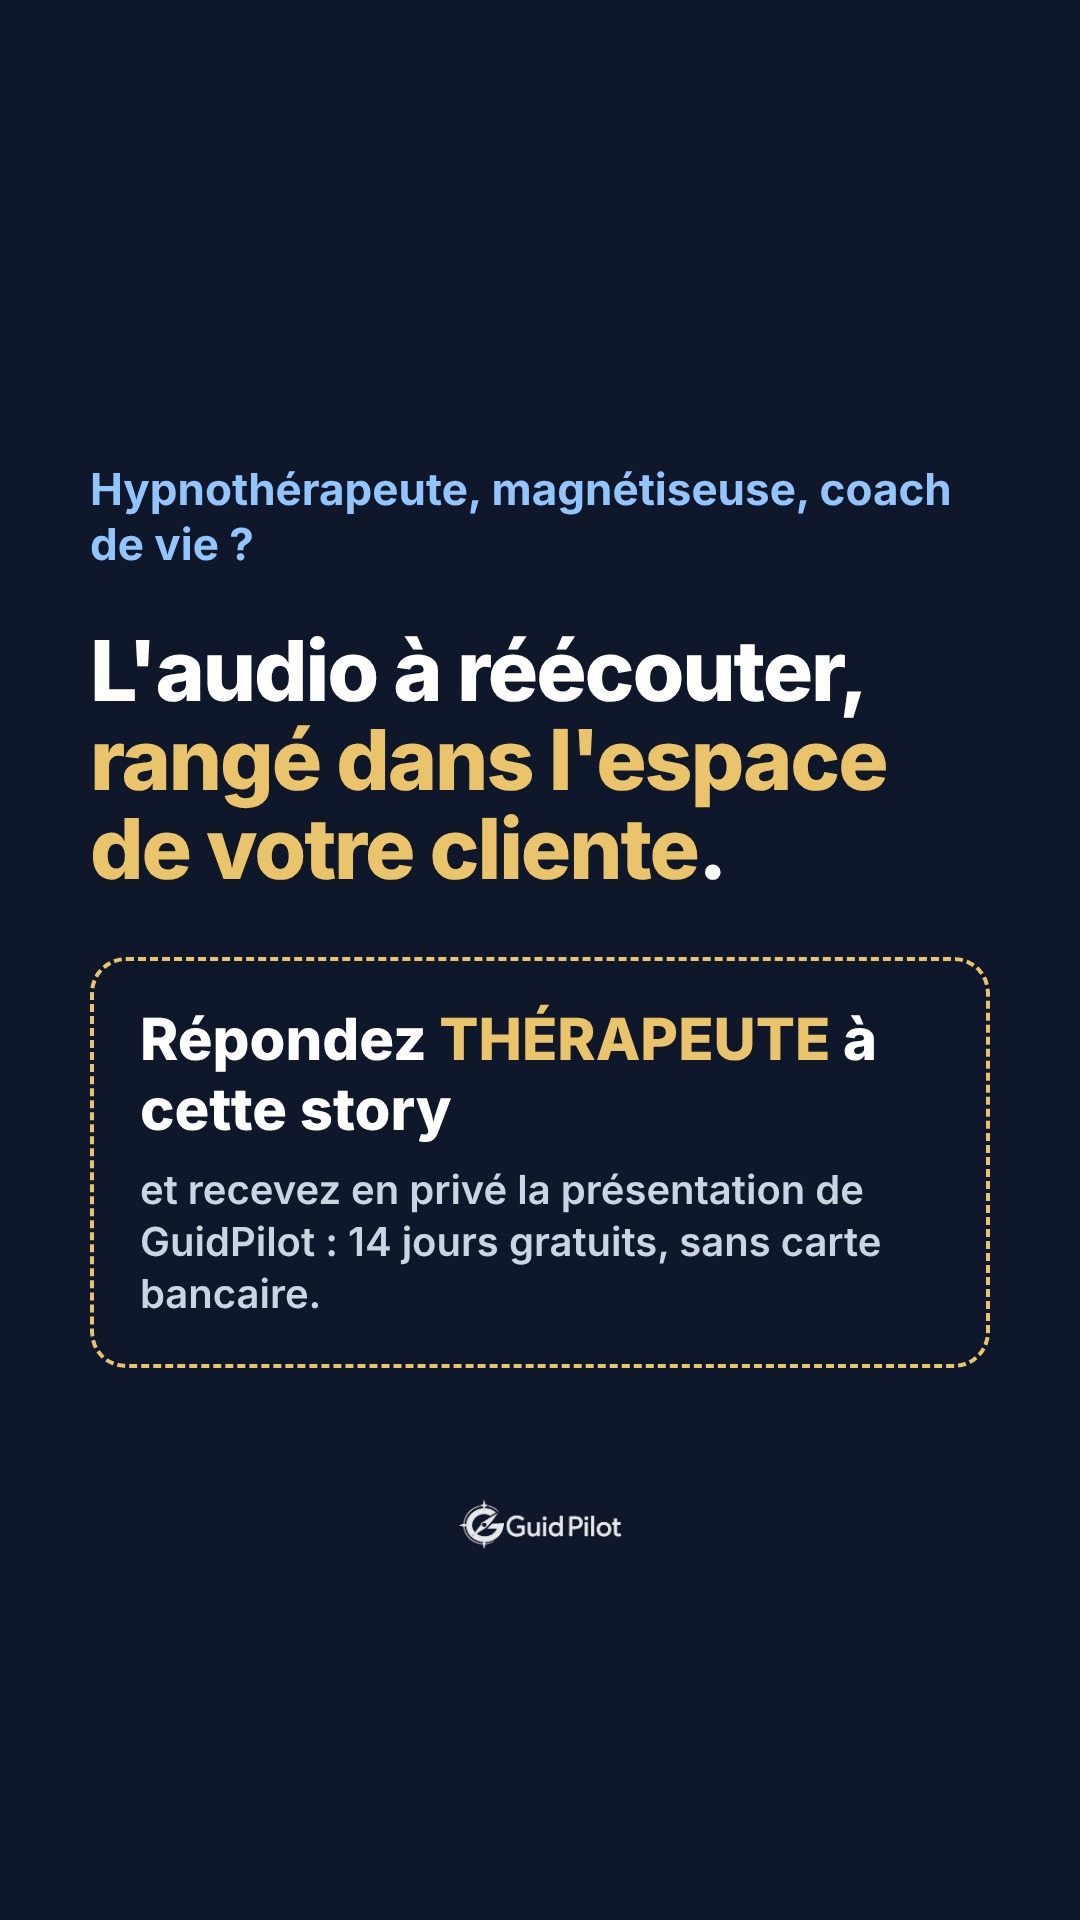 Hypnothérapeute, magnétiseuse, coach
de vie ?
L'audio à réécouter,
rangé dans l'espace
de votre cliente.
Répondez THÉRAPEUTE à
cette story
et recevez en privé la présentation de
GuidPilot : 14 jours gratuits, sans carte
bancaire.
GuidPilot